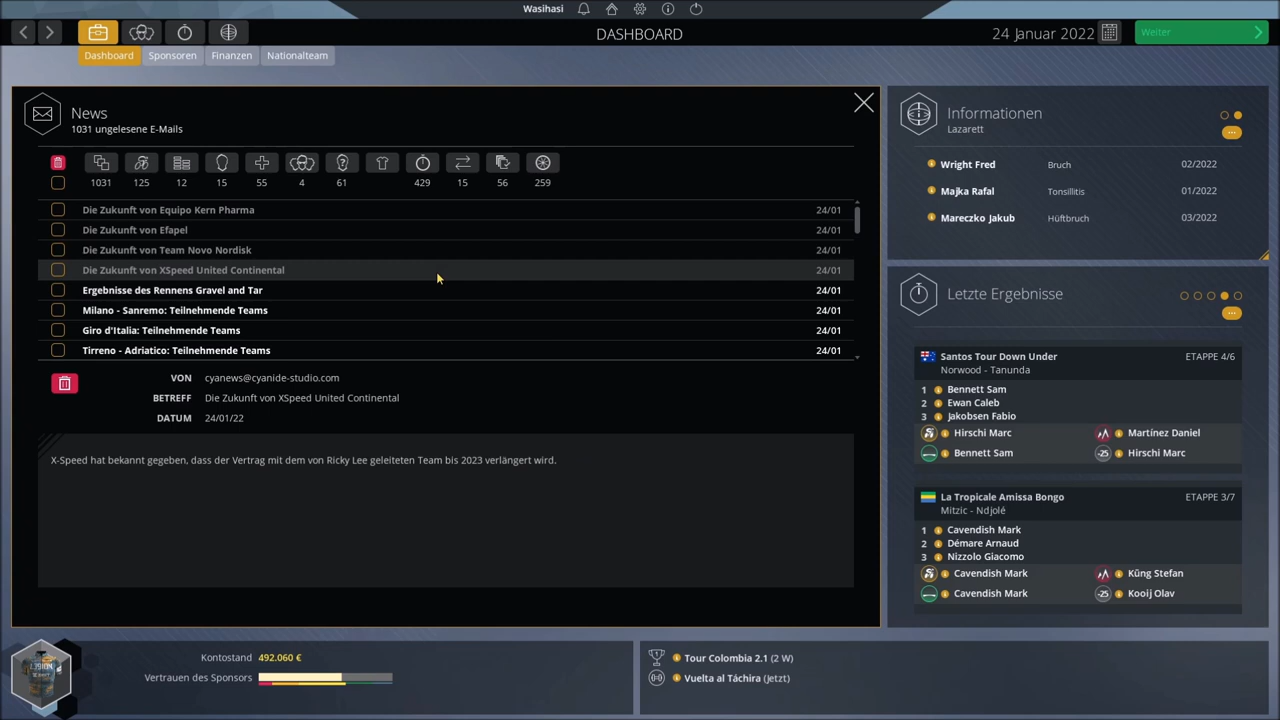 Wasihasi
DASHBOARD
24 Januar 2022
Weiter
Dashboard Sponsoren Finanzen Nationalteam
News
1031 ungelesene E-Mails
1031 125 12 15 55 4 61 429 15 56 259
Die Zukunft von Equipo Kern Pharma 24/01
Die Zukunft von Efapel 24/01
Die Zukunft von Team Novo Nordisk 24/01
Die Zukunft von XSpeed United Continental 24/01
Ergebnisse des Rennens Gravel and Tar 24/01
Milano - Sanremo: Teilnehmende Teams 24/01
Giro d'Italia: Teilnehmende Teams 24/01
Tirreno - Adriatico: Teilnehmende Teams 24/01
VON cyanews@cyanide-studio.com
BETREFF Die Zukunft von XSpeed United Continental
DATUM 24/01/22
X-Speed hat bekannt gegeben, dass der Vertrag mit dem von Ricky Lee geleiteten Team bis 2023 verlängert wird.
Informationen
Lazarett
Wright Fred Bruch 02/2022
Majka Rafal Tonsillitis 01/2022
Mareczko Jakub Hüftbruch 03/2022
Letzte Ergebnisse
Santos Tour Down Under ETAPPE 4/6
Norwood - Tanunda
1 Bennett Sam
2 Ewan Caleb
3 Jakobsen Fabio
Hirschi Marc Martínez Daniel
Bennett Sam -25 Hirschi Marc
La Tropicale Amissa Bongo ETAPPE 3/7
Mitzic - Ndjolé
1 Cavendish Mark
2 Démare Arnaud
3 Nizzolo Giacomo
Cavendish Mark Küng Stefan
Cavendish Mark -25 Kooij Olav
Kontostand 492.060 €
Vertrauen des Sponsors
Tour Colombia 2.1 (2 W)
Vuelta al Táchira (Jetzt)